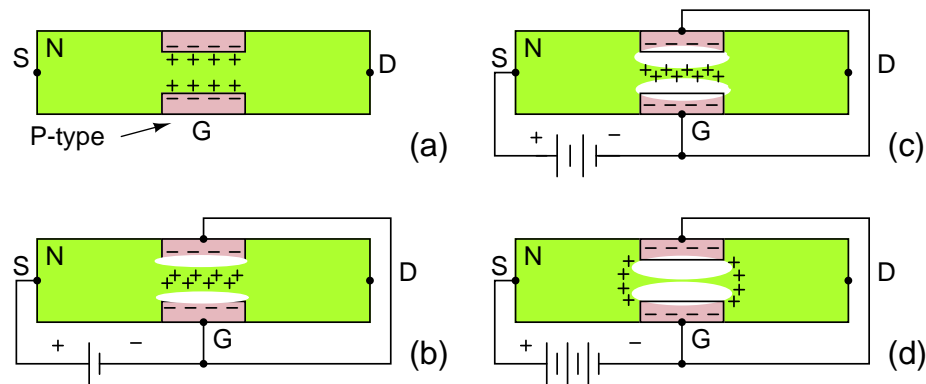 S N D
− − − −
+ + + +
+ + + +
− − − −
P-type G (a)
S N D
− − − −
+ + + + + + + +
− − − −
+ − G (c)
S N D
− − − −
+ + + + + + + +
− − − −
+ − G (b)
S N D
− − − −
+ +
+ +
+ +
+ +
− − − −
+ − G (d)